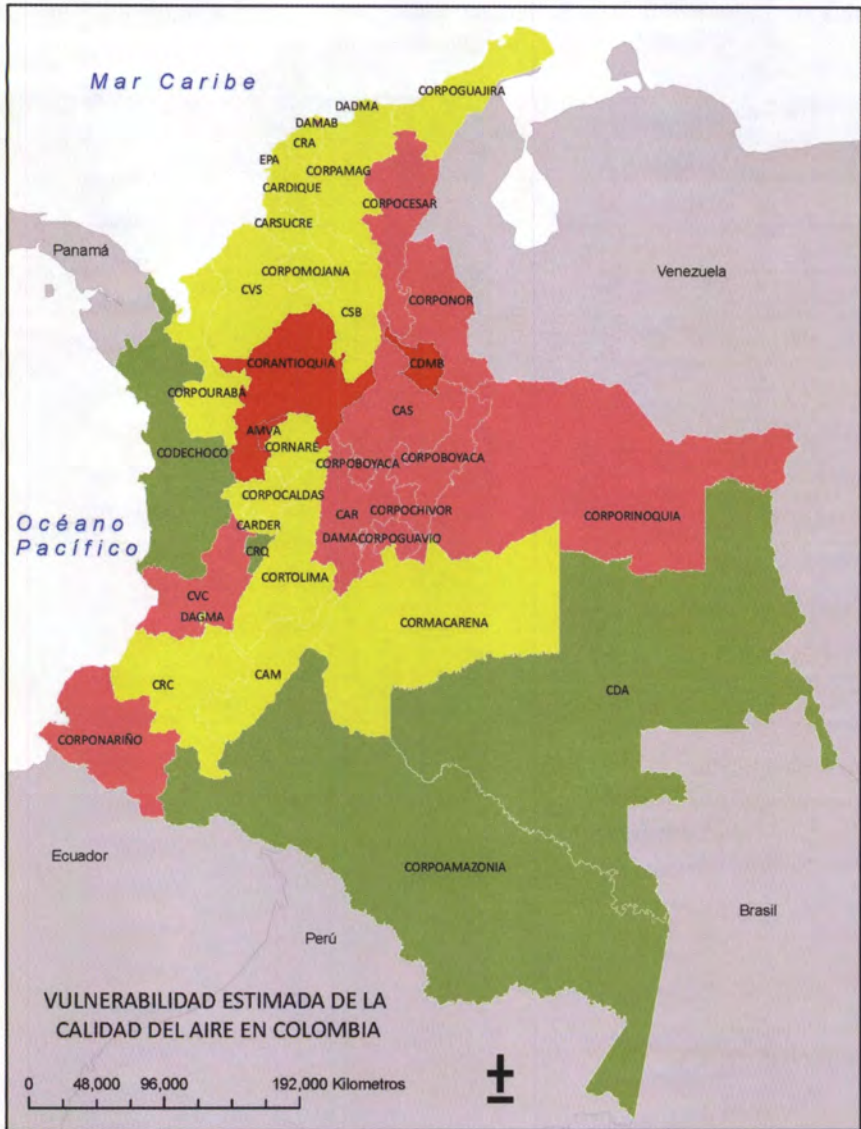 Mar Caribe
CORPOGUAJIRA
DADMA
DAMAB
CRA
EPA
CORPAMAG
CARDIQUE
CORPOCESAR
CARSUCRE
Panamá
CORPOMOJANA
Venezuela
CVS
CORPONOR
CSB
CORANTIOQUIA
CDMB
CORPOURABÁ
CAS
AMVA
CORNARE
CODECHOCO
CORPOBOYACA
CORPOBOYACA
CORPOCALDAS
Océano
Pacífico
CAR
CORPOCHIVOR
CORPORINOQUIA
CARDER
DAMA
CORPOGUAVIO
CRQ
CORTOLIMA
CVC
DAGMA
CORMACARENA
CRC
CAM
CDA
CORPONARIÑO
Ecuador
CORPOAMAZONIA
Brasil
Perú
VULNERABILIDAD ESTIMADA DE LA
CALIDAD DEL AIRE EN COLOMBIA
0 48,000 96,000 192,000 Kilometros